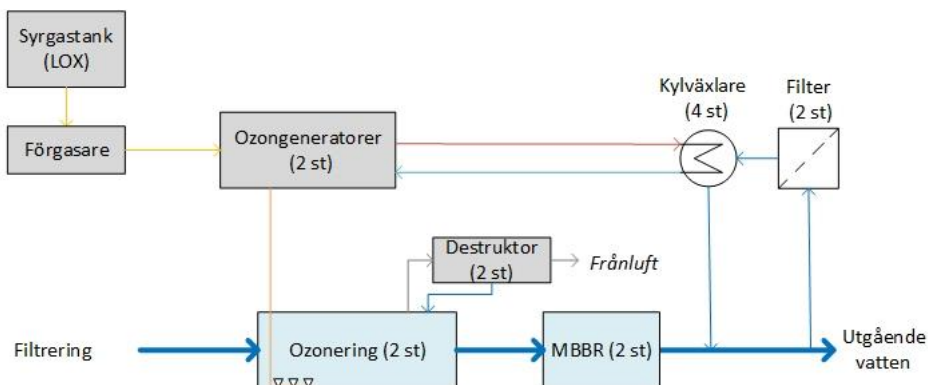 Syrgastank
(LOX)
Kylväxlare
(4 st)
Filter
(2 st)
Förgasare
Ozongeneratorer
(2 st)
Destruktor
(2 st)
Frånluft
Filtrering
Ozonering (2 st)
MBBR (2 st)
Utgående
vatten